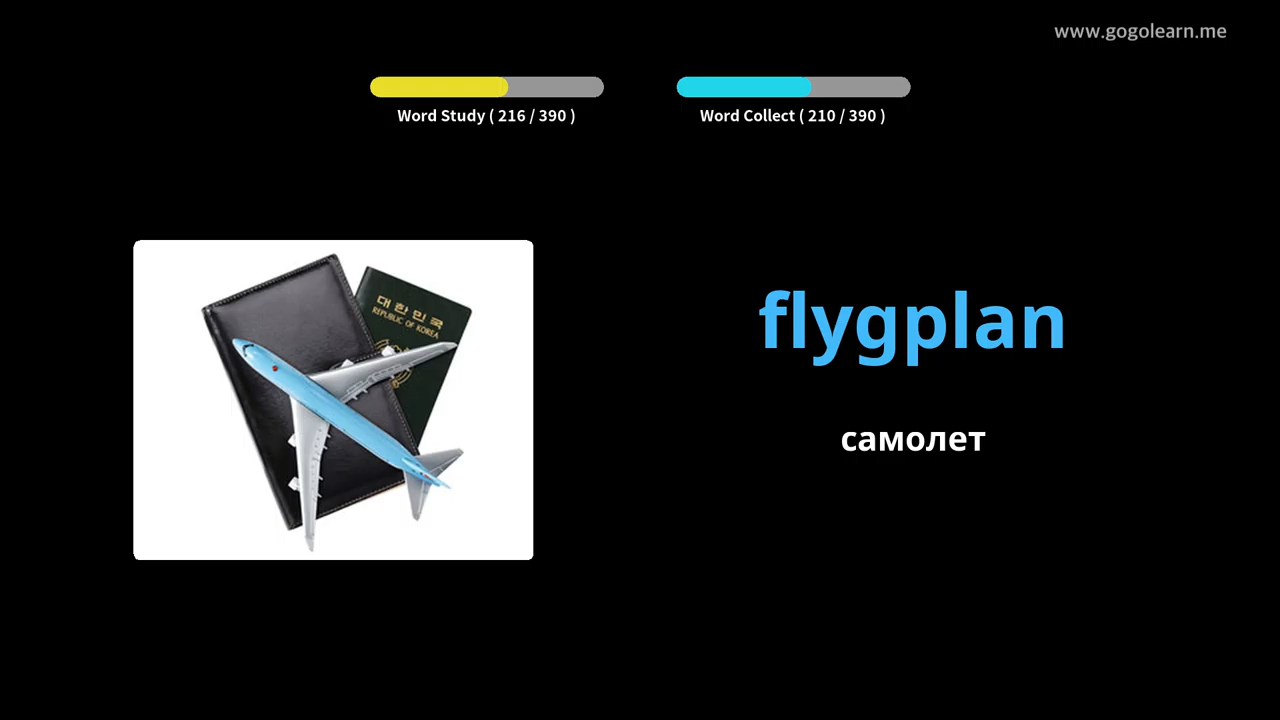 www.gogolearn.me
Word Study ( 216 / 390 )
Word Collect ( 210 / 390 )
대한민국
REPUBLIC OF KOREA
flygplan
самолет